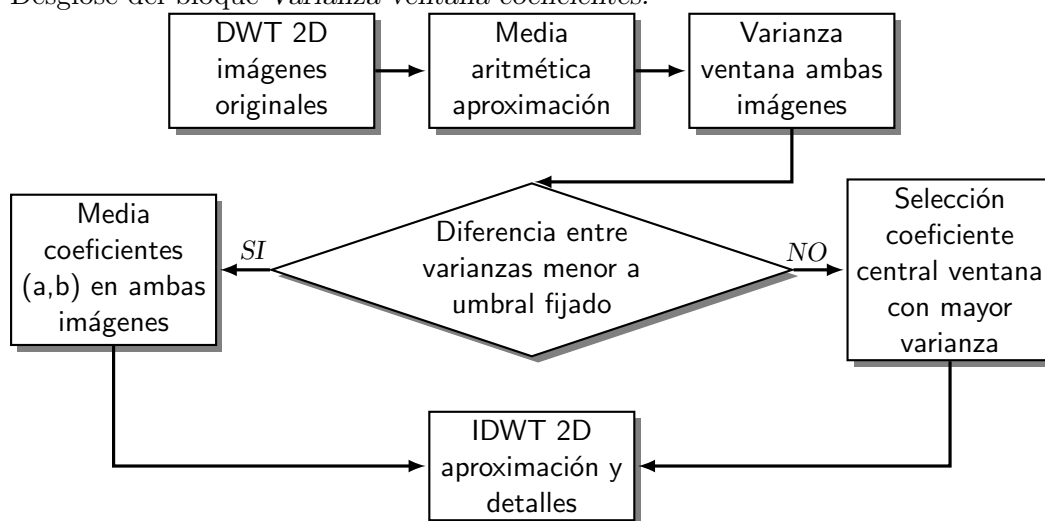 Desglose del bloque Varianza ventana coeficientes.
DWT 2D
imágenes
originales
Media
aritmética
aproximación
Varianza
ventana ambas
imágenes
Diferencia entre
varianzas menor a
umbral fijado
SI
NO
Media
coeficientes
(a,b) en ambas
imágenes
Selección
coeficiente
central ventana
con mayor
varianza
IDWT 2D
aproximación y
detalles